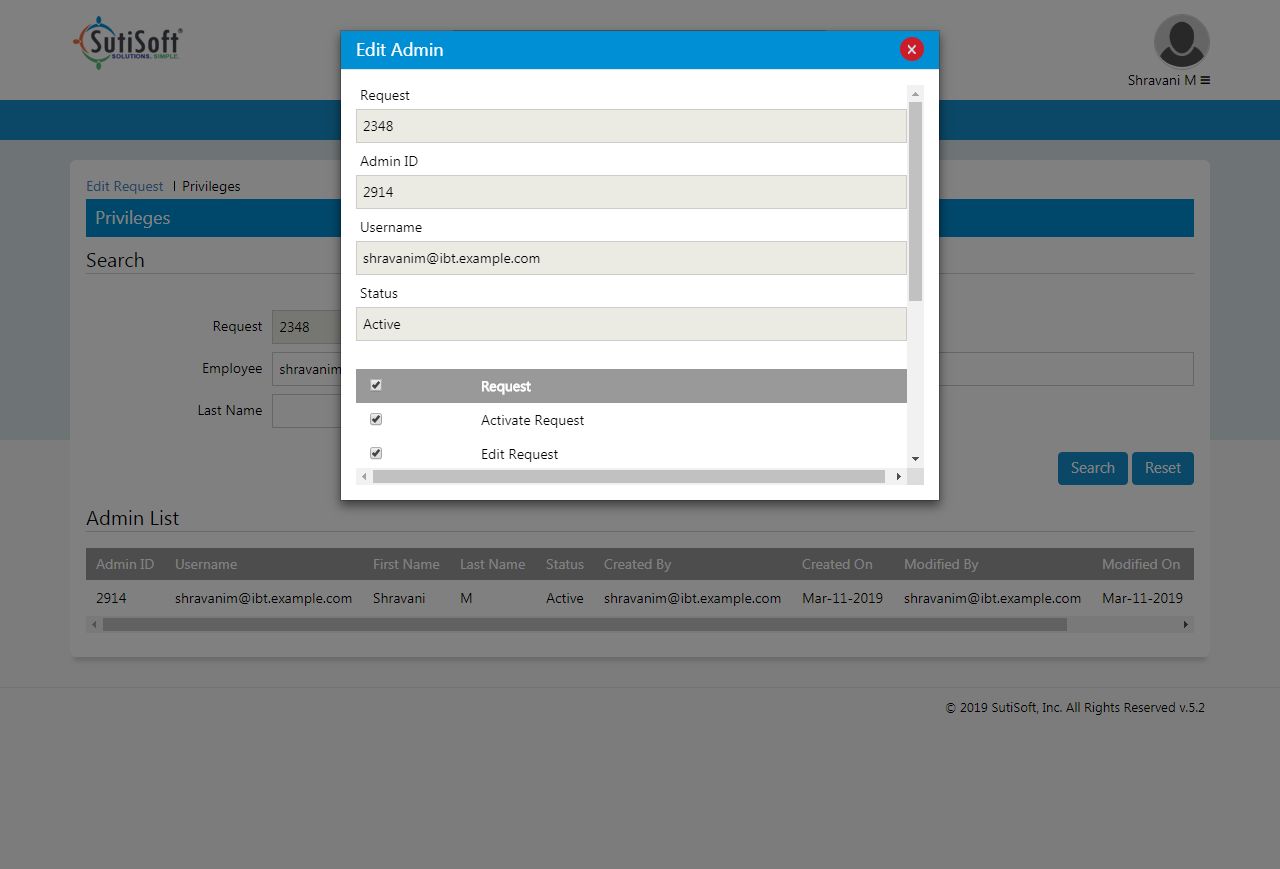 SutiSoft®
SOLUTIONS. SIMPLE.
Shravani M
Edit Admin
Request
2348
Admin ID
2914
Username
shravanim@ibt.example.com
Status
Active
Request
Activate Request
Edit Request
Edit Request | Privileges
Privileges
Search
Request 2348
Employee shravanim
Last Name
Search Reset
Admin List
Admin ID Username First Name Last Name Status Created By Created On Modified By Modified On
2914 shravanim@ibt.example.com Shravani M Active shravanim@ibt.example.com Mar-11-2019 shravanim@ibt.example.com Mar-11-2019
© 2019 SutiSoft, Inc. All Rights Reserved v.5.2